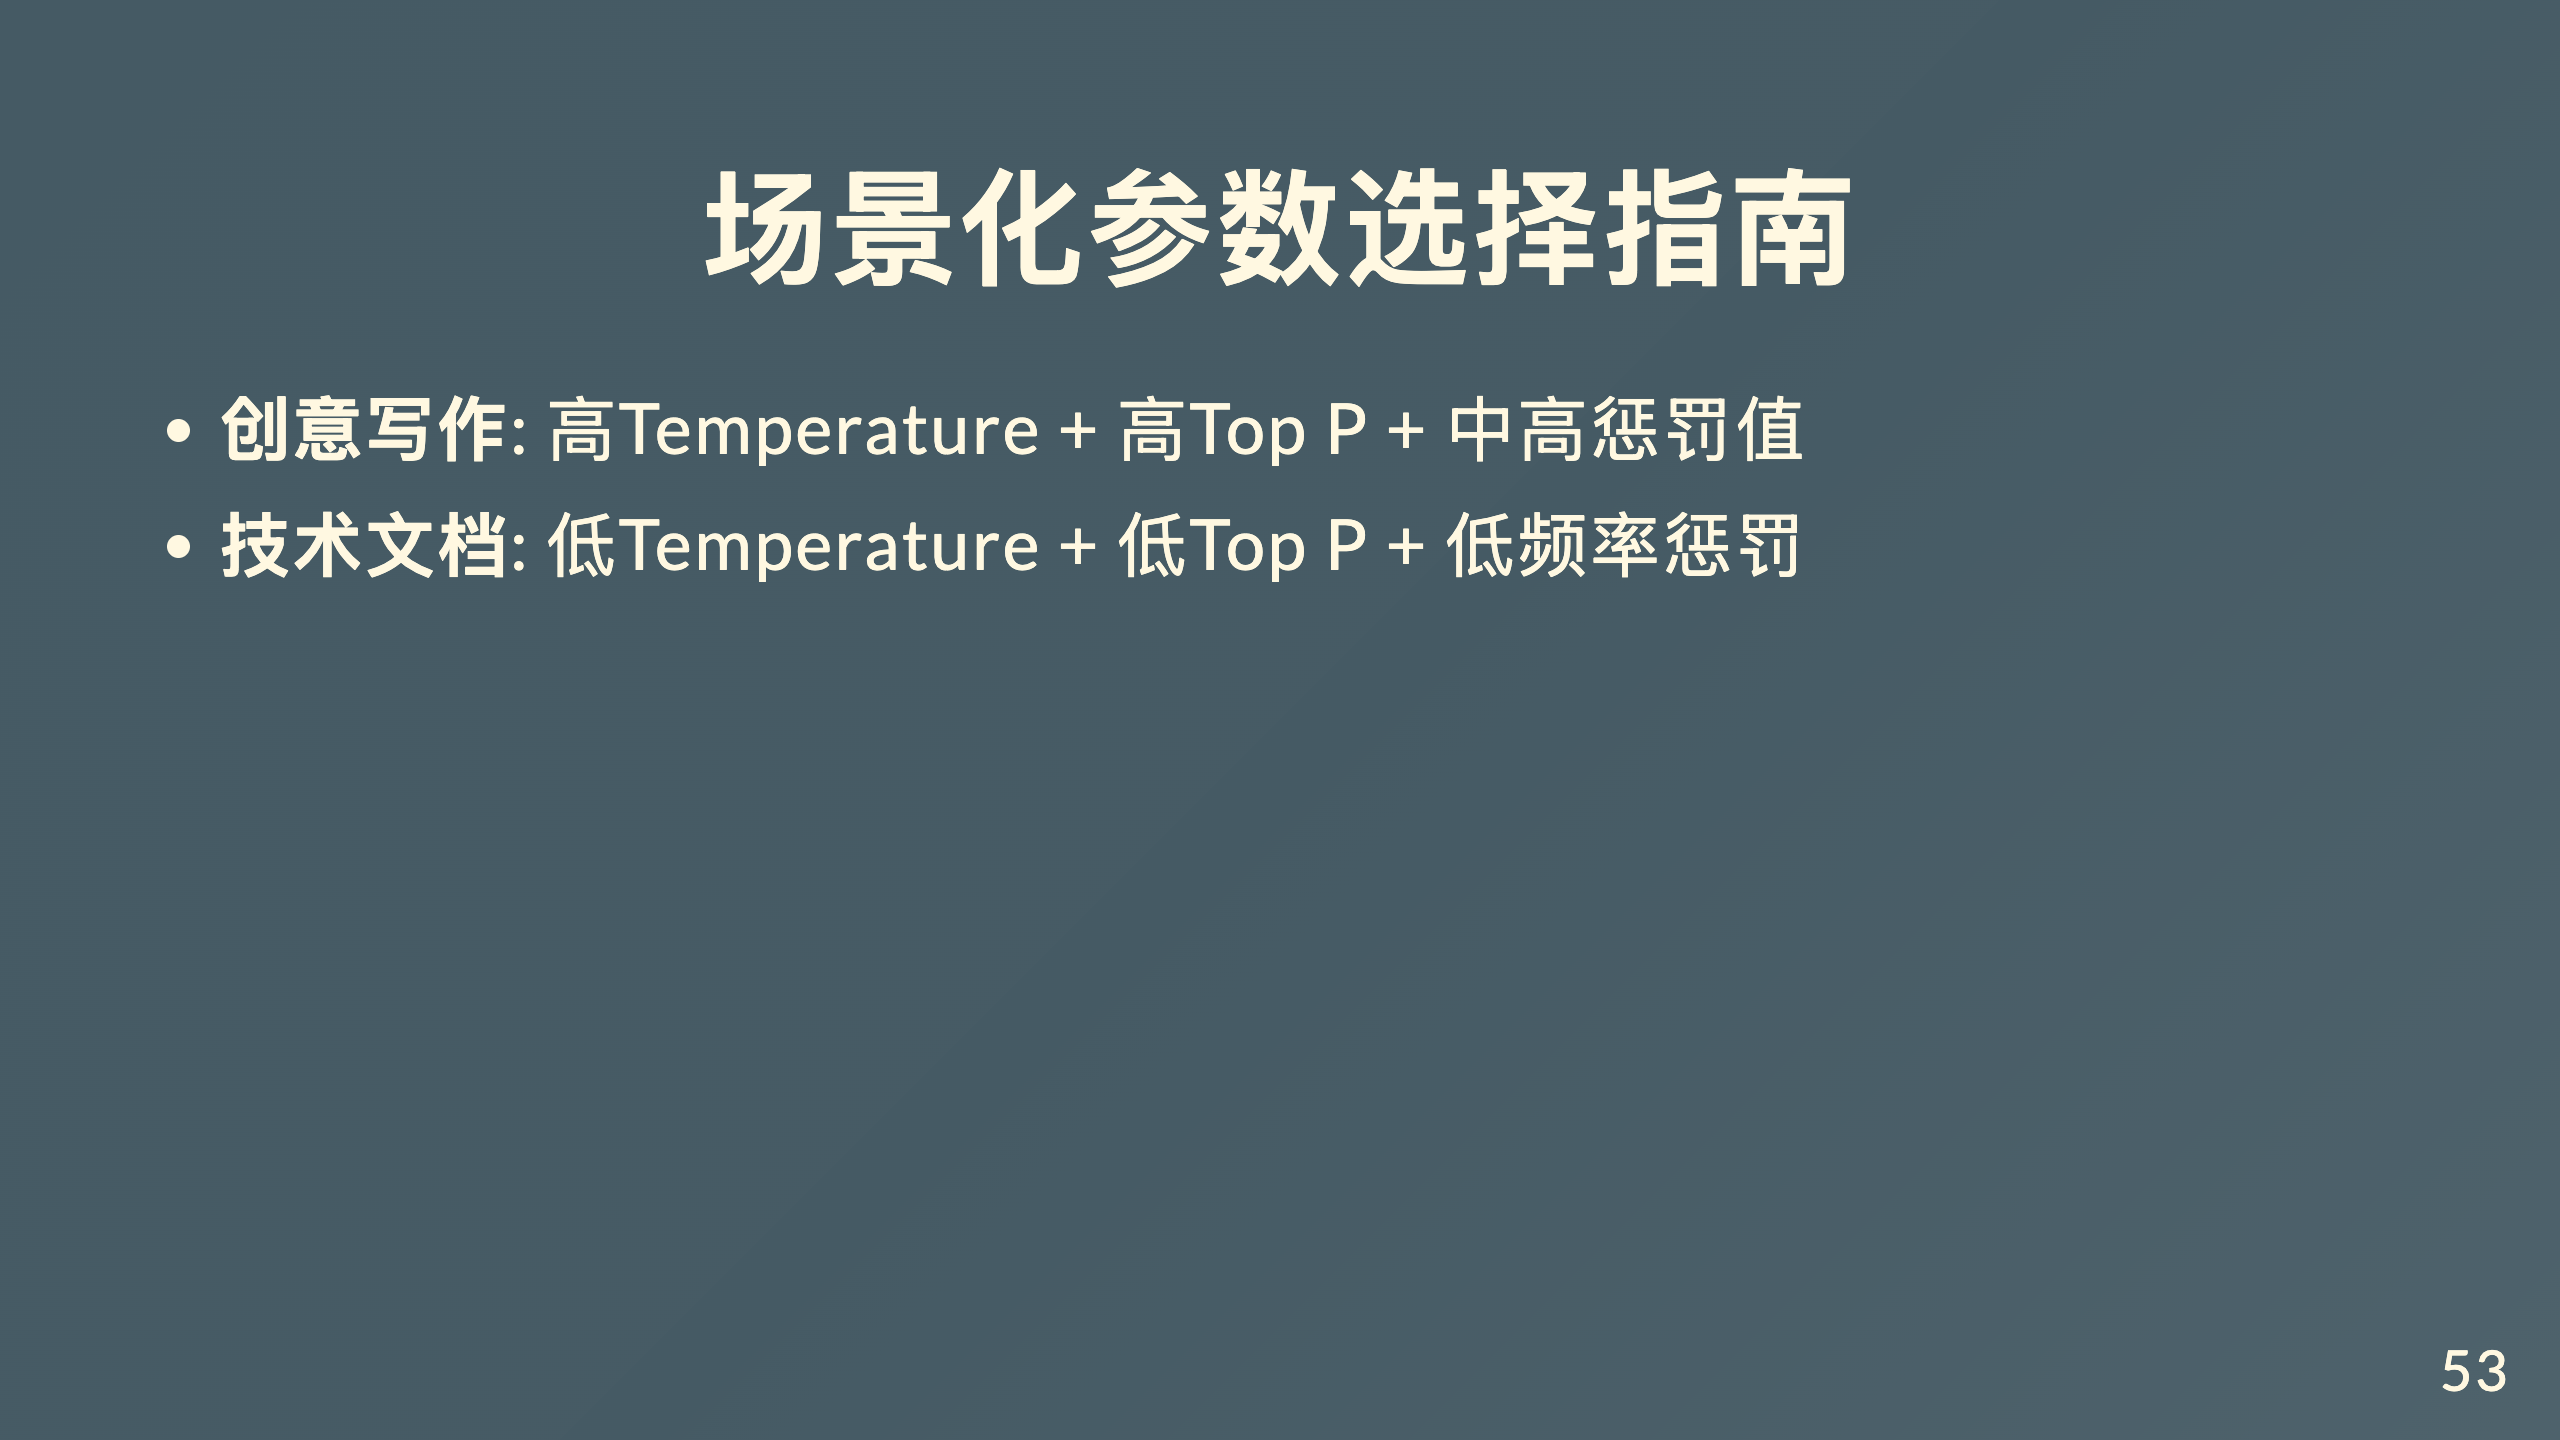 场景化参数选择指南
• 创意写作: 高Temperature + 高Top P + 中高惩罚值
• 技术文档: 低Temperature + 低Top P + 低频率惩罚
53